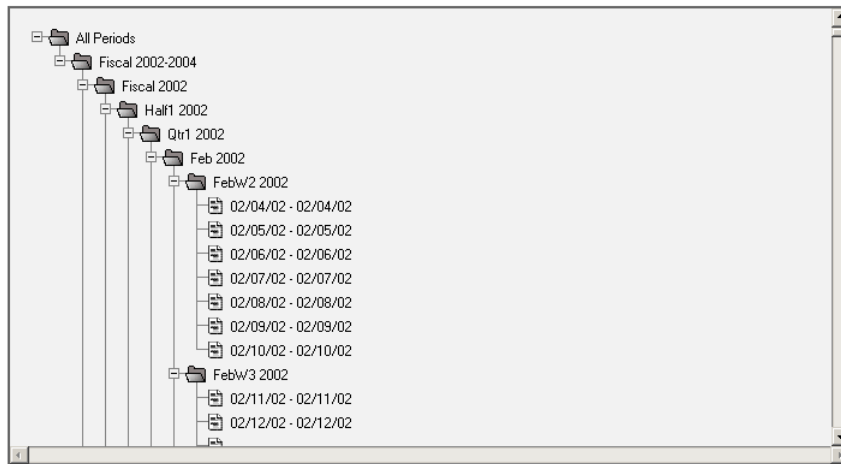 All Periods
Fiscal 2002-2004
Fiscal 2002
Half1 2002
Qtr1 2002
Feb 2002
FebW2 2002
02/04/02 - 02/04/02
02/05/02 - 02/05/02
02/06/02 - 02/06/02
02/07/02 - 02/07/02
02/08/02 - 02/08/02
02/09/02 - 02/09/02
02/10/02 - 02/10/02
FebW3 2002
02/11/02 - 02/11/02
02/12/02 - 02/12/02